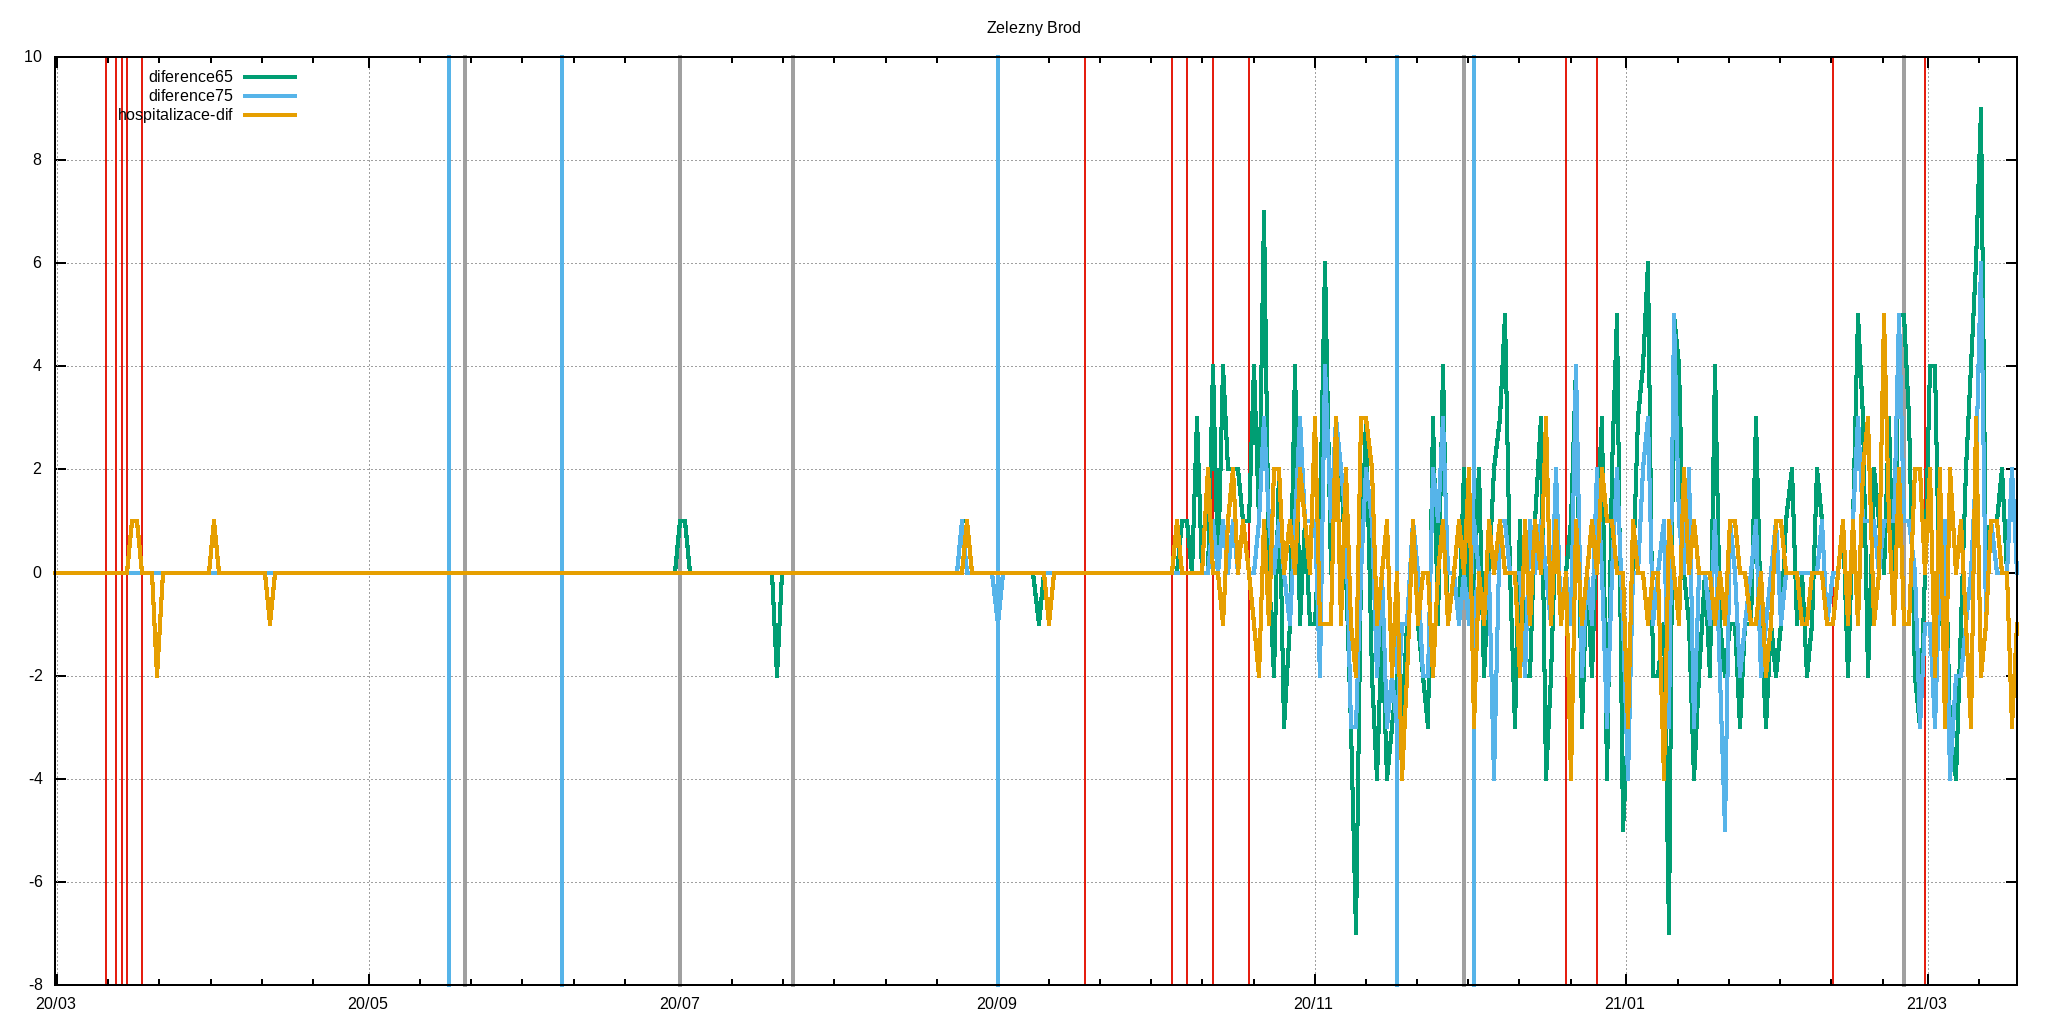 Zelezny Brod
10
diference65
diference75
hospitalizace-dif
8
6
4
2
0
-2
-4
-6
-8
20/03 20/05 20/07 20/09 20/11 21/01 21/03